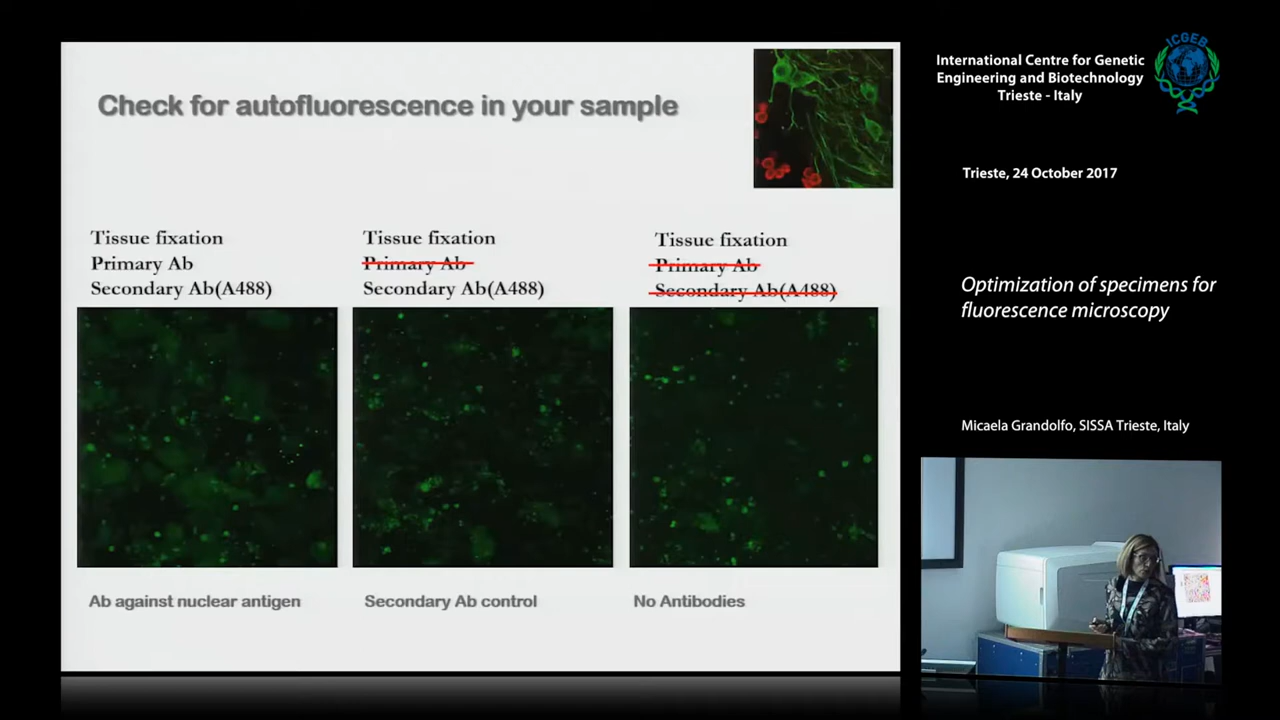 Check for autofluorescence in your sample
Tissue fixation
Primary Ab
Secondary Ab(A488)
Tissue fixation
Primary Ab
Secondary Ab(A488)
Tissue fixation
Primary Ab
Secondary Ab(A488)
Ab against nuclear antigen
Secondary Ab control
No Antibodies
International Centre for Genetic
Engineering and Biotechnology
Trieste - Italy
ICGEB
Trieste, 24 October 2017
Optimization of specimens for
fluorescence microscopy
Micaela Grandolfo, SISSA Trieste, Italy